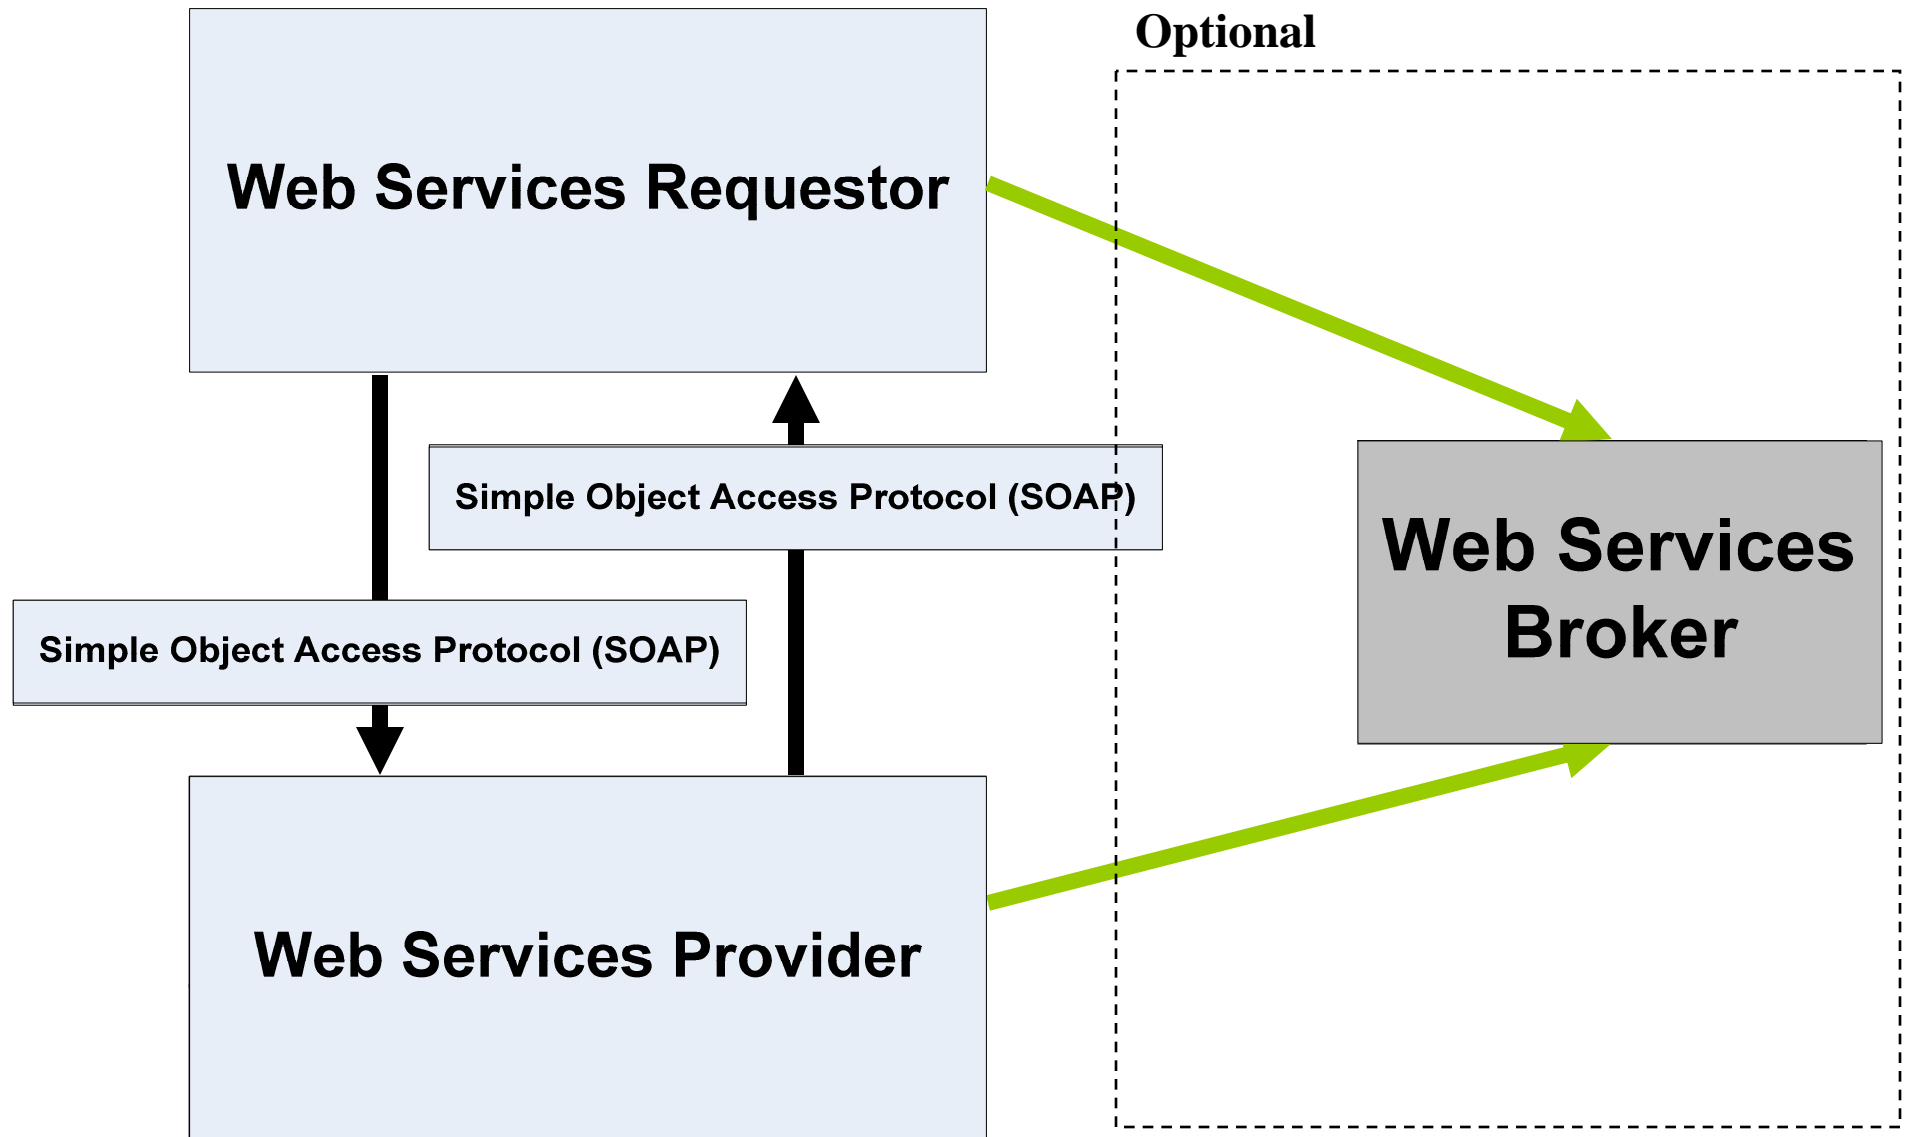 Optional
Web Services Requestor
Simple Object Access Protocol (SOAP)
Web Services
Broker
Simple Object Access Protocol (SOAP)
Web Services Provider